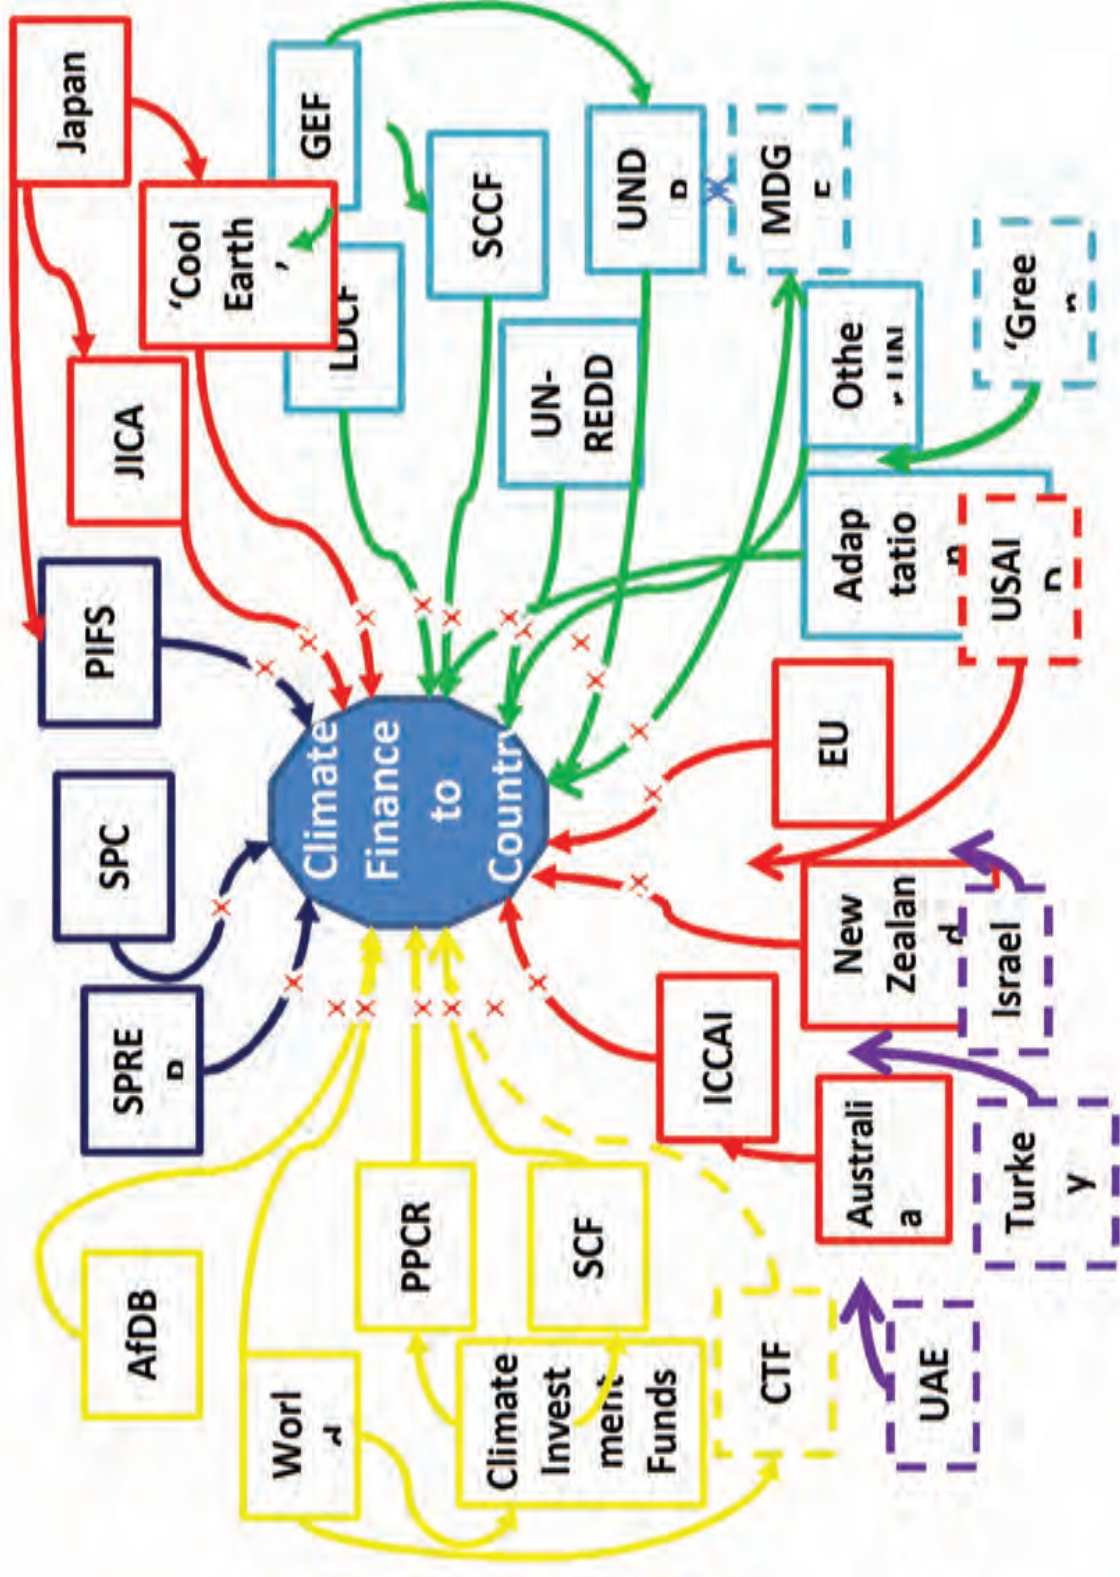 Japan
JICA
PIFS
SPC
SPRE
AfDB
Worl
'Cool
Earth
'
GEF
LDCF
SCCF
UN-
REDD
UND
MDG
Othe
'Gree
Adap
tatio
USAI
EU
New
Zealan
d
Israel
ICCAI
Australi
a
Turke
y
UAE
CTF
SCF
PPCR
Climate
Invest
ment
Funds
Climate
Finance
to
Country